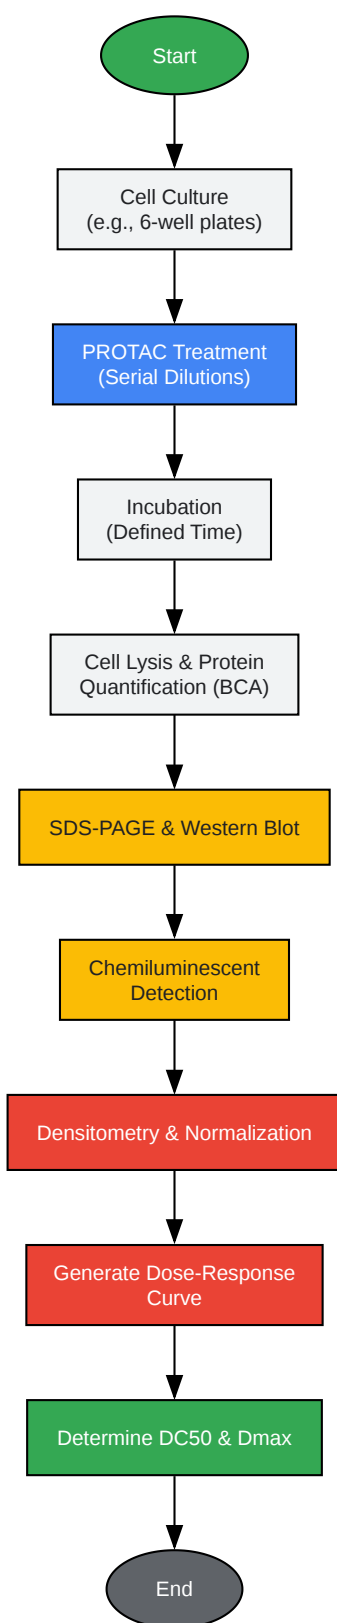 Start
Cell Culture
(e.g., 6-well plates)
PROTAC Treatment
(Serial Dilutions)
Incubation
(Defined Time)
Cell Lysis & Protein
Quantification (BCA)
SDS-PAGE & Western Blot
Chemiluminescent
Detection
Densitometry & Normalization
Generate Dose-Response
Curve
Determine DC50 & Dmax
End